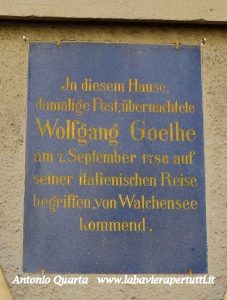 In diesem Hause,
damalige Post, übernachtete
Wolfgang Goethe
am 7. September 1786 auf
seiner italienischen Reise
begriffen, von Walchensee
kommend.
Antonio Quarta www.labavierapertutti.it